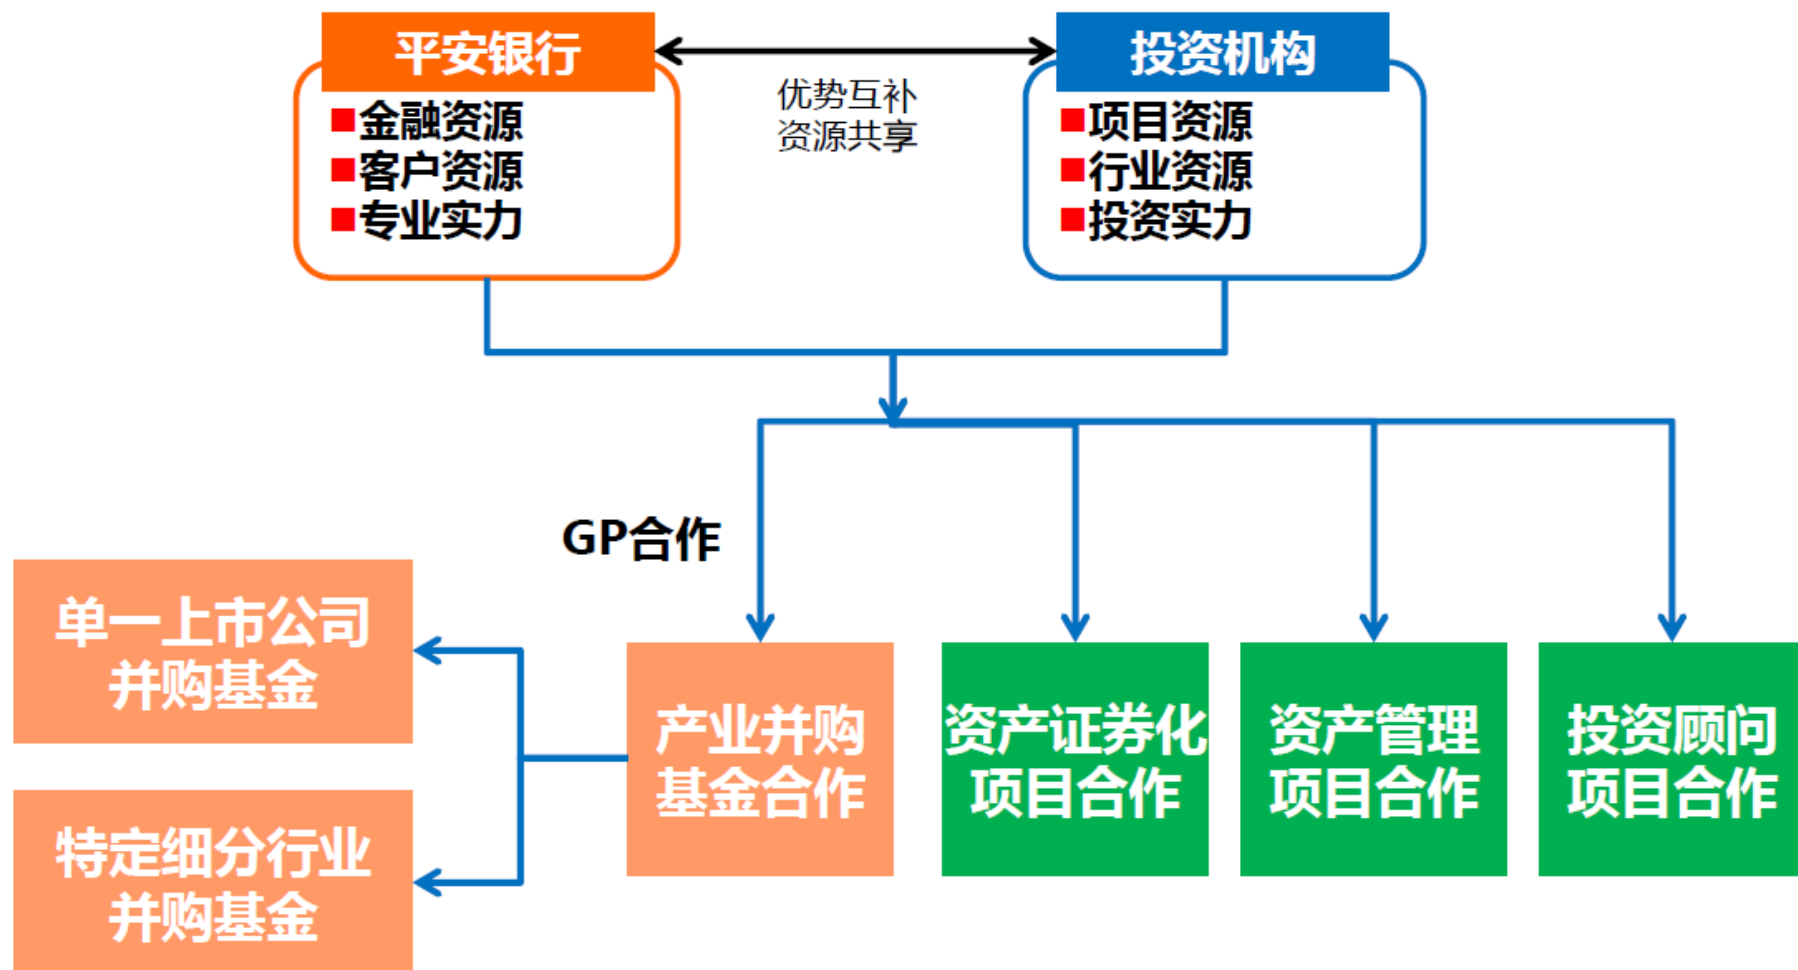 平安银行
投资机构
优势互补
资源共享
■金融资源
■客户资源
■专业实力
■项目资源
■行业资源
■投资实力
GP合作
单一上市公司
并购基金
特定细分行业
并购基金
产业并购
基金合作
资产证券化
项目合作
资产管理
项目合作
投资顾问
项目合作